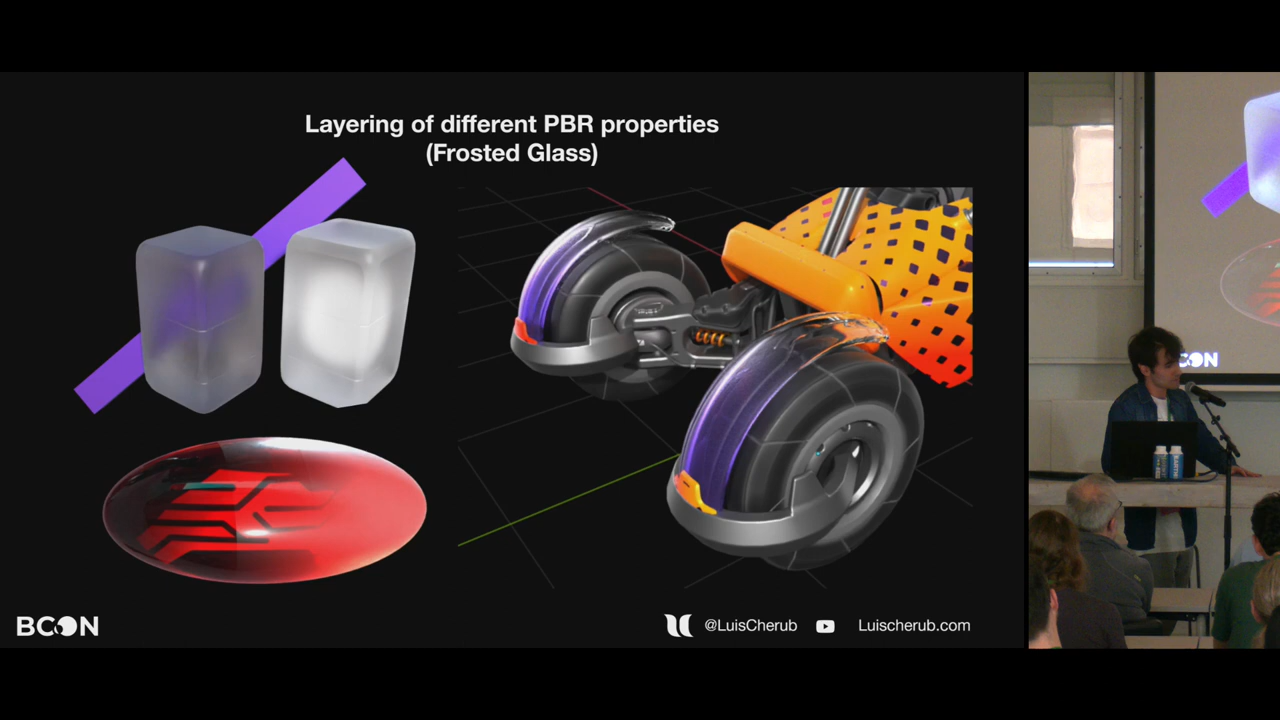 Layering of different PBR properties
(Frosted Glass)
BCON
@LuisCherub
Luischerub.com
CON